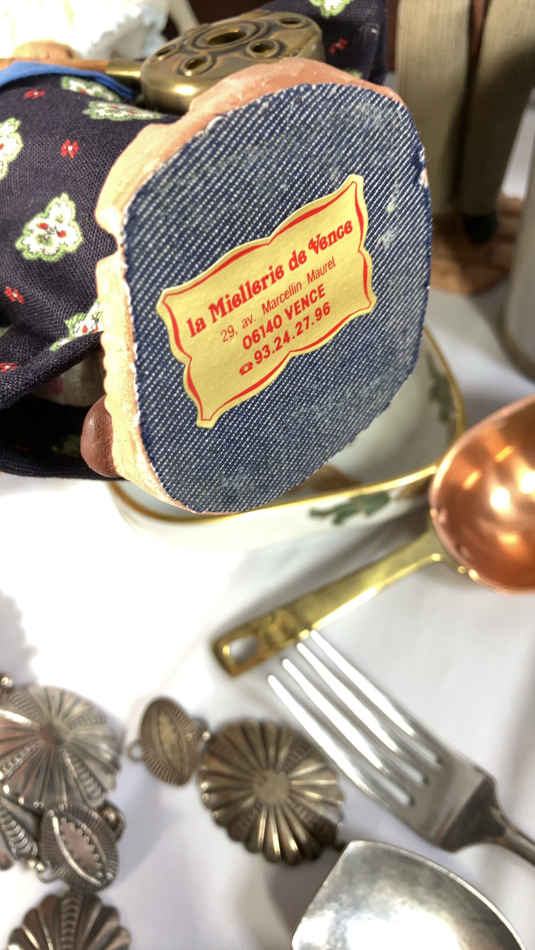 la Miellerie de Vence
29, av. Marcellin Maurel
06140 VENCE
☎ 93.24.27.96